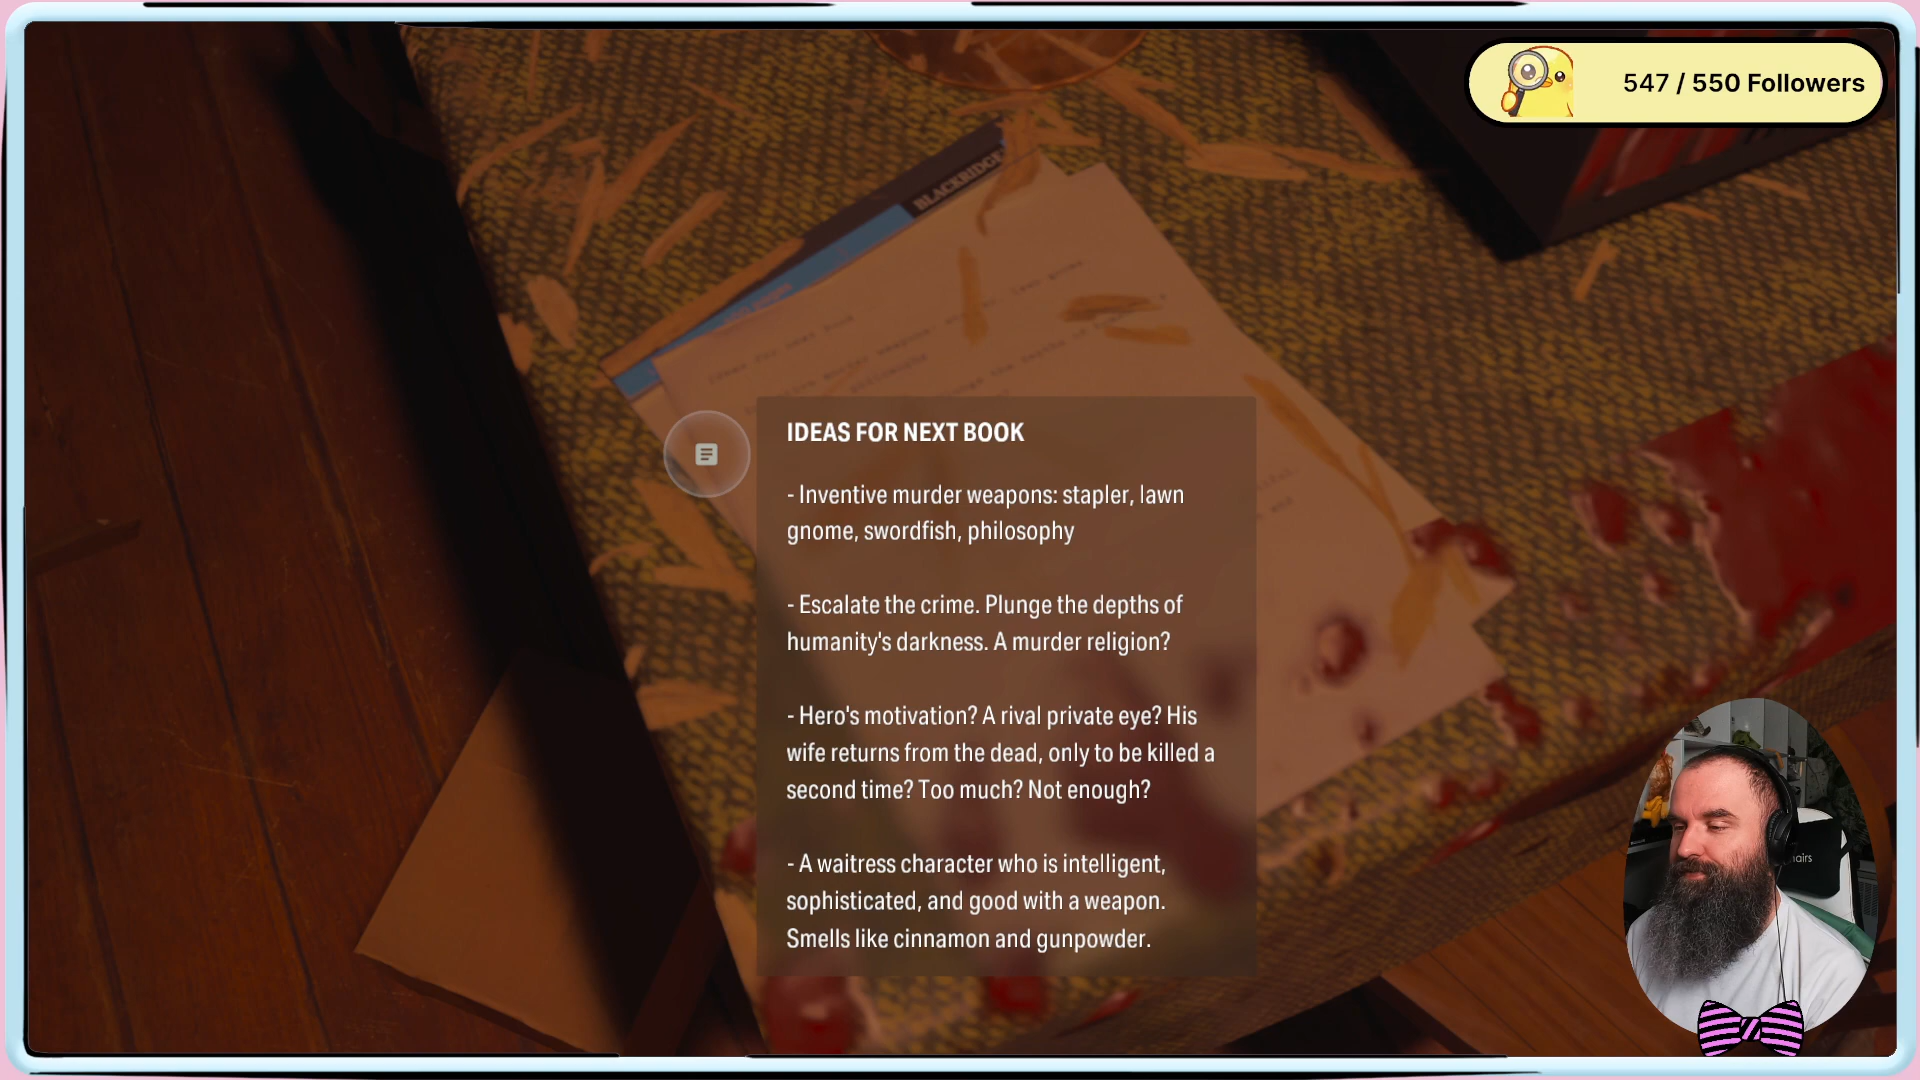 547 / 550 Followers
BLACKBRIDGE
IDEAS FOR NEXT BOOK
- Inventive murder weapons: stapler, lawn
gnome, swordfish, philosophy
- Escalate the crime. Plunge the depths of
humanity's darkness. A murder religion?
- Hero's motivation? A rival private eye? His
wife returns from the dead, only to be killed a
second time? Too much? Not enough?
- A waitress character who is intelligent,
sophisticated, and good with a weapon.
Smells like cinnamon and gunpowder.
hairs